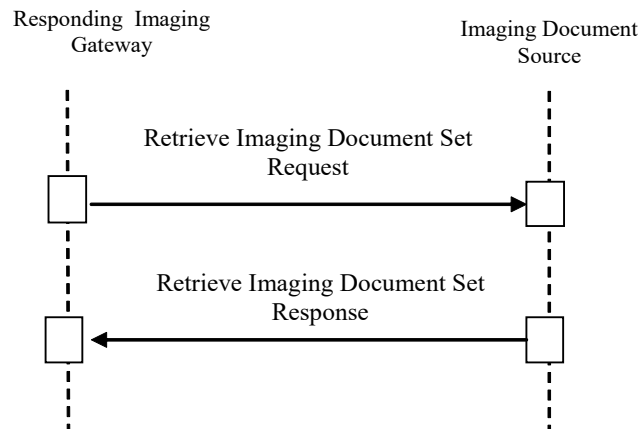 Responding Imaging
Gateway
Imaging Document
Source
Retrieve Imaging Document Set
Request
Retrieve Imaging Document Set
Response